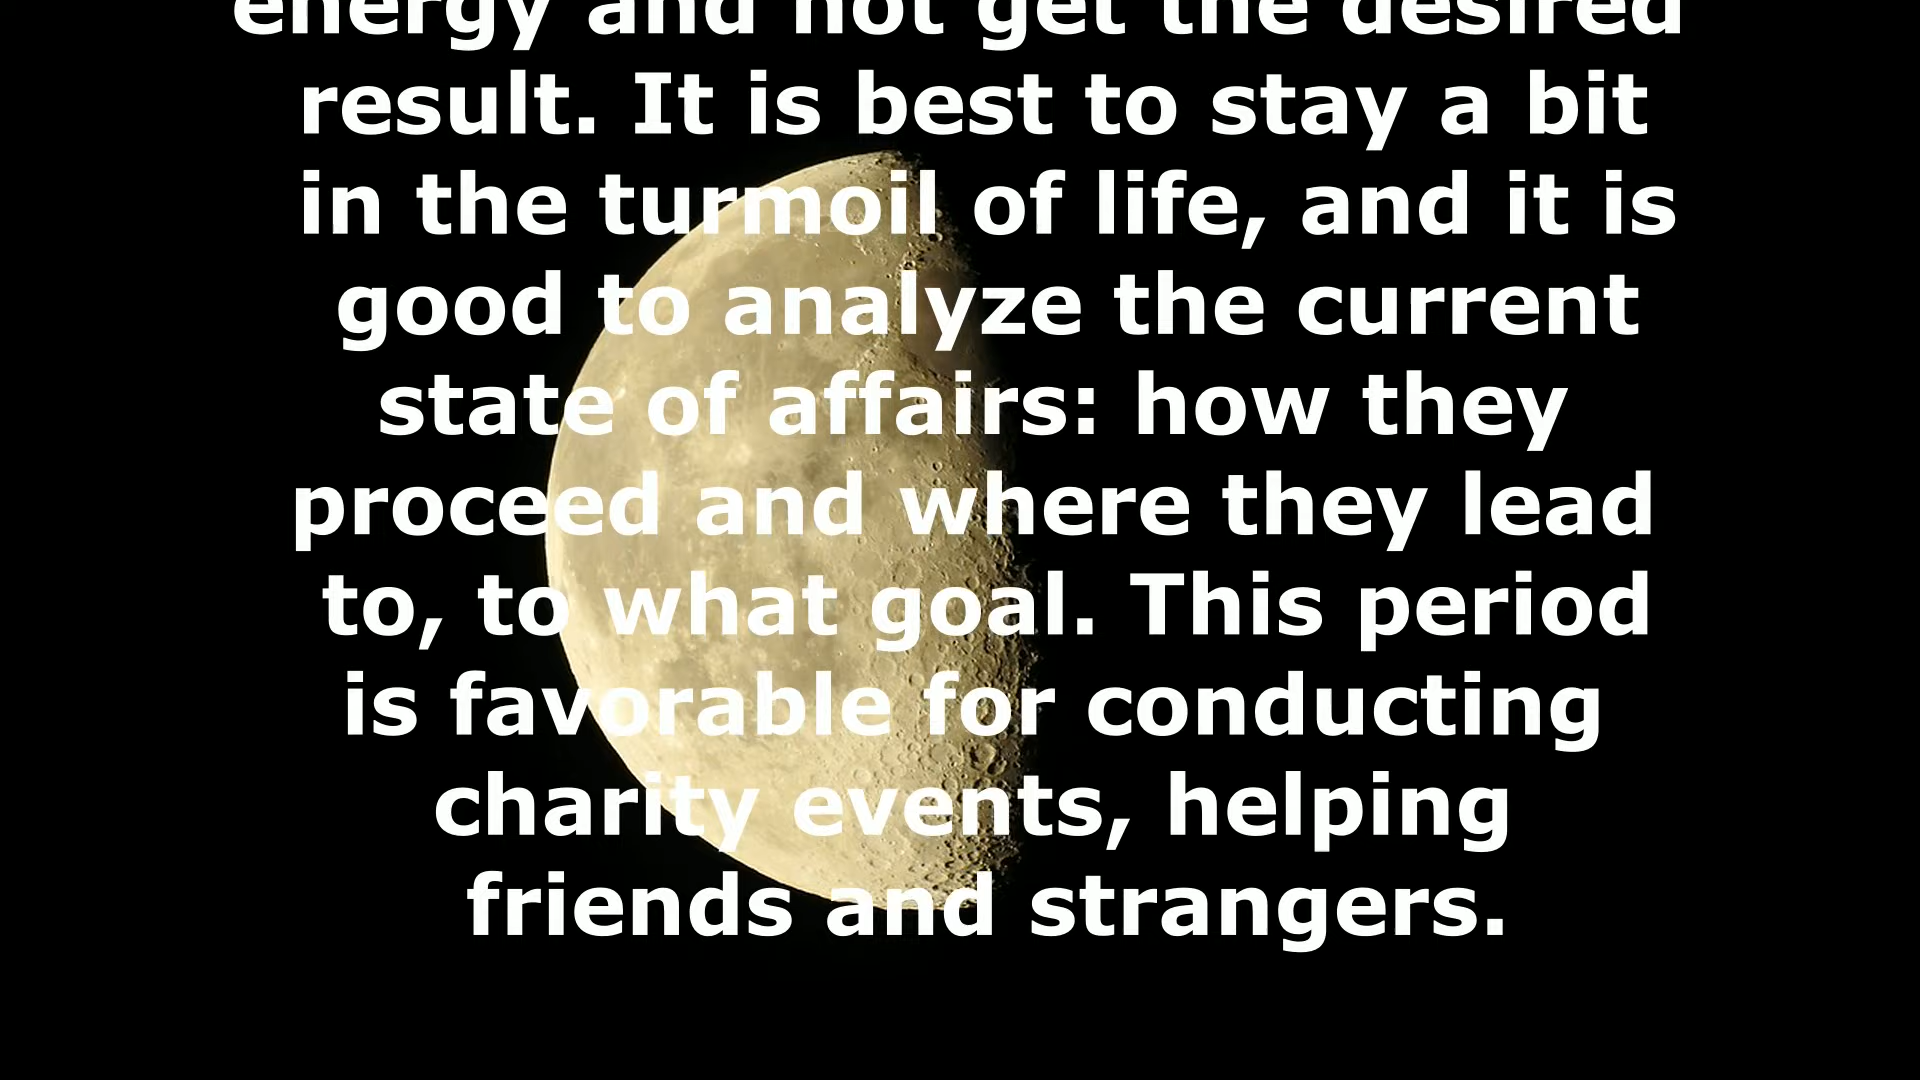 energy and not get the desired
result. It is best to stay a bit
in the turmoil of life, and it is
good to analyze the current
state of affairs: how they
proceed and where they lead
to, to what goal. This period
is favorable for conducting
charity events, helping
friends and strangers.